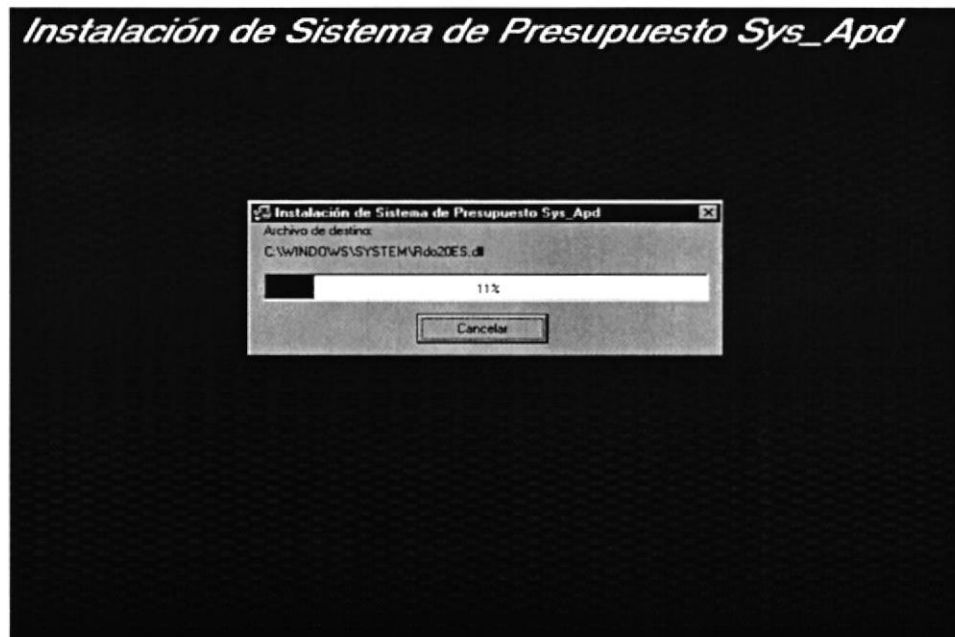 Instalación de Sistema de Presupuesto Sys_Apd
Instalación de Sistema de Presupuesto Sys_Apd
Archivo de destino:
C:\WINDOWS\SYSTEM\Rdo20ES.dll
11%
Cancelar